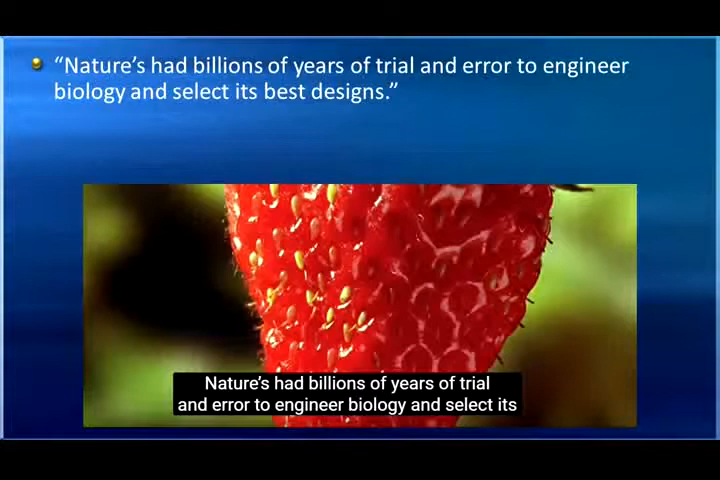 “Nature’s had billions of years of trial and error to engineer
biology and select its best designs.”
Nature’s had billions of years of trial
and error to engineer biology and select its